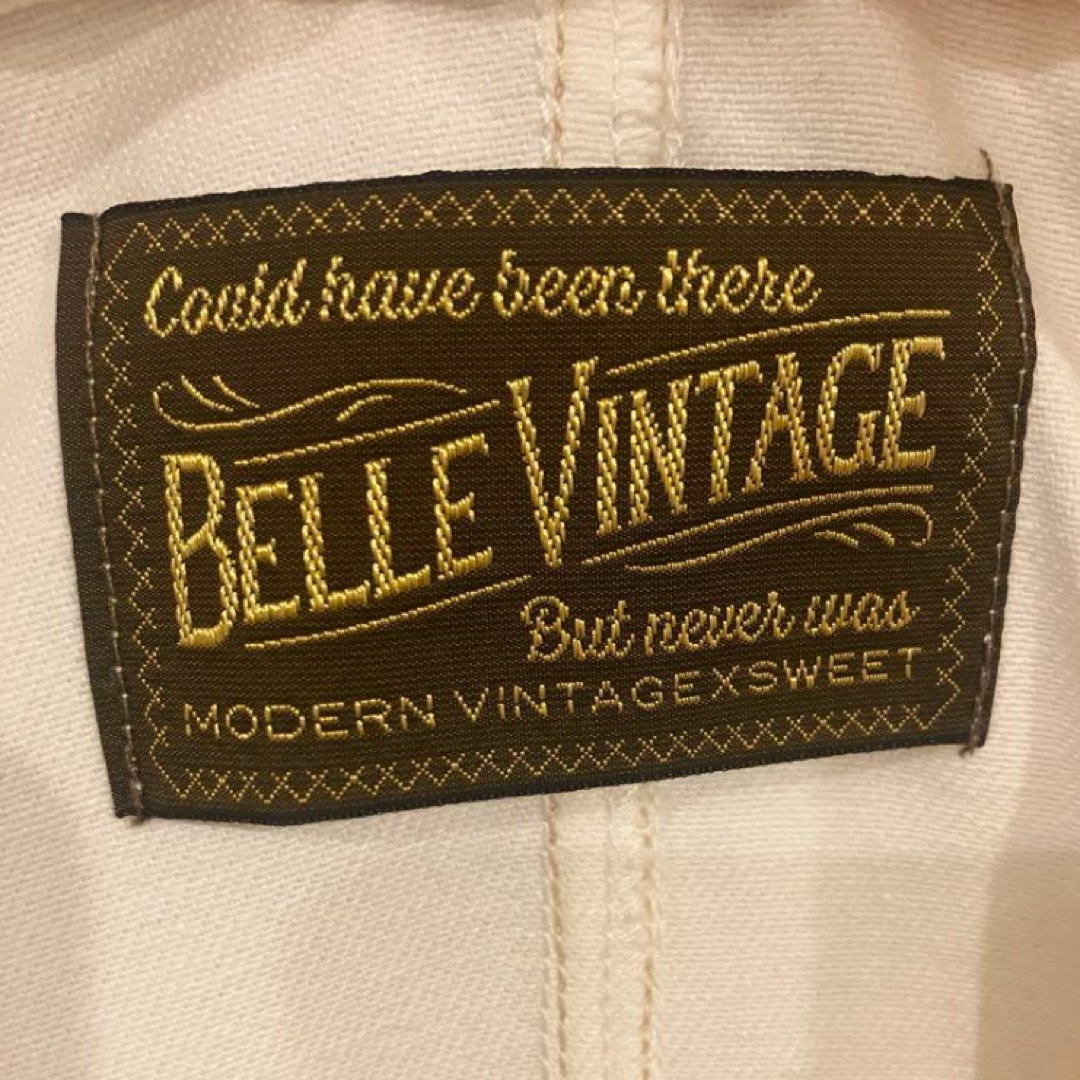 Could have been there
BELLE VINTAGE
But never was
MODERN VINTAGEXSWEET